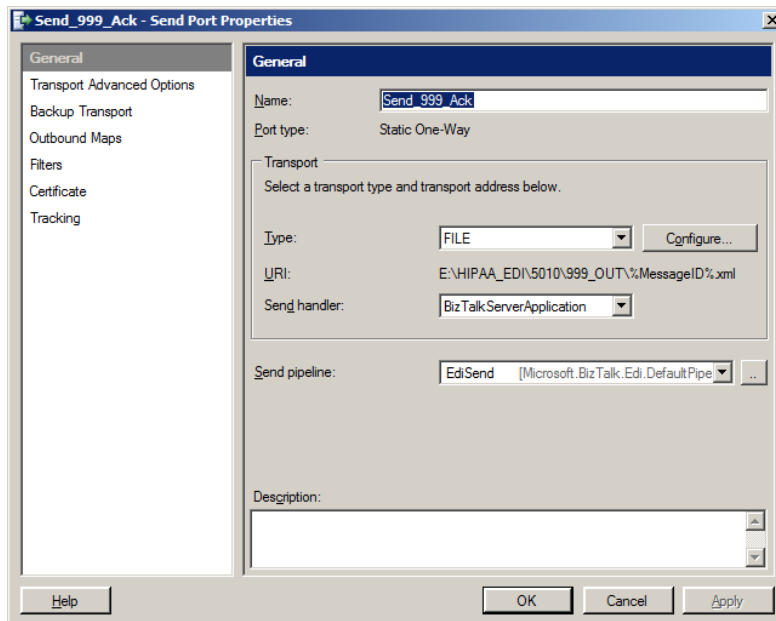 Send_999_Ack - Send Port Properties
General
Transport Advanced Options
Backup Transport
Outbound Maps
Filters
Certificate
Tracking
General
Name: Send_999_Ack
Port type: Static One-Way
Transport
Select a transport type and transport address below.
Type: FILE Configure...
URI: E:\HIPAA_EDI\5010\999_OUT\%MessageID%.xml
Send handler: BizTalkServerApplication
Send pipeline: EdiSend [Microsoft.BizTalk.Edi.DefaultPipe ..
Description:
Help OK Cancel Apply